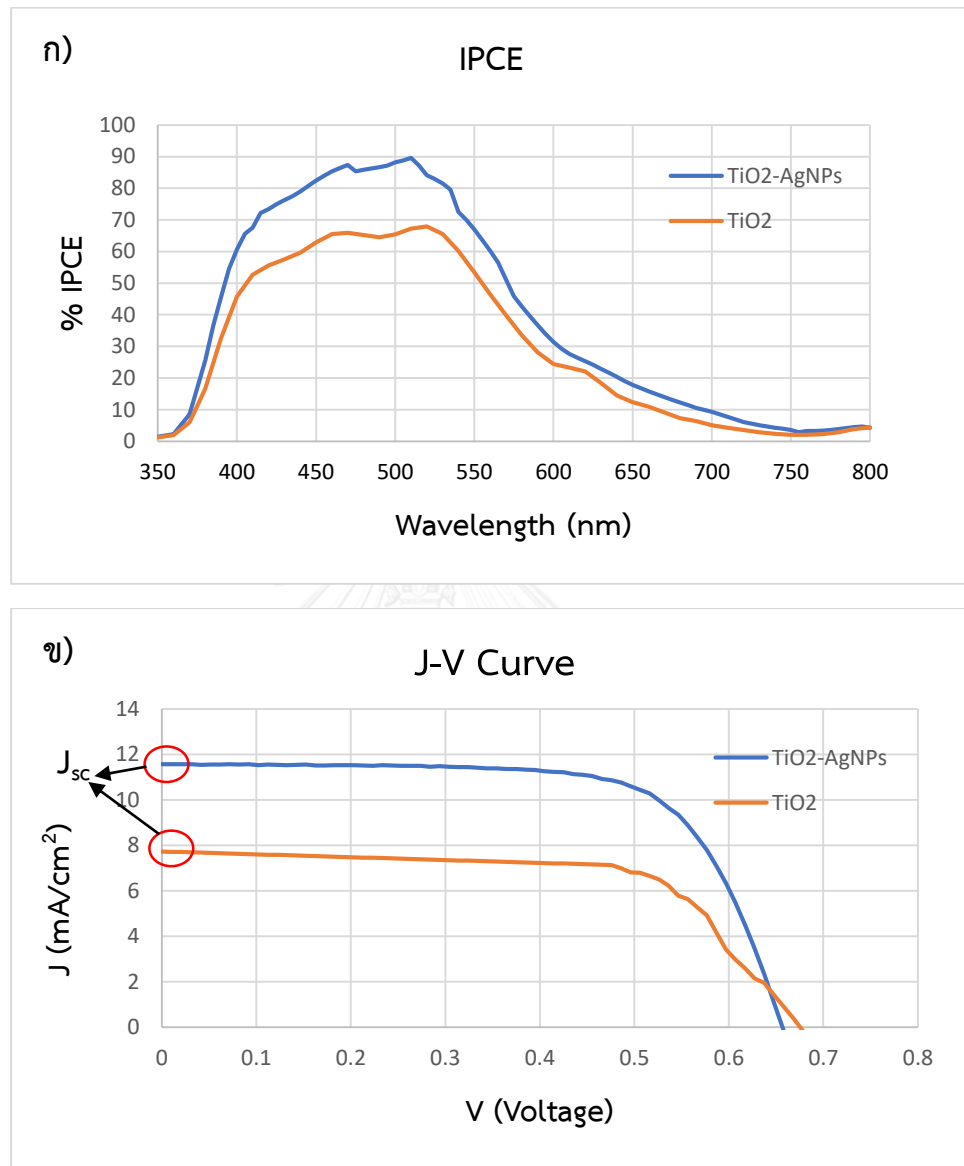 ก)
IPCE
100
90
80
70
60
50
40
30
20
10
0
% IPCE
TiO2-AgNPs
TiO2
350 400 450 500 550 600 650 700 750 800
Wavelength (nm)
ข)
J-V Curve
14
12
10
8
6
4
2
0
Jsc
J (mA/cm²)
TiO2-AgNPs
TiO2
0 0.1 0.2 0.3 0.4 0.5 0.6 0.7 0.8
V (Voltage)